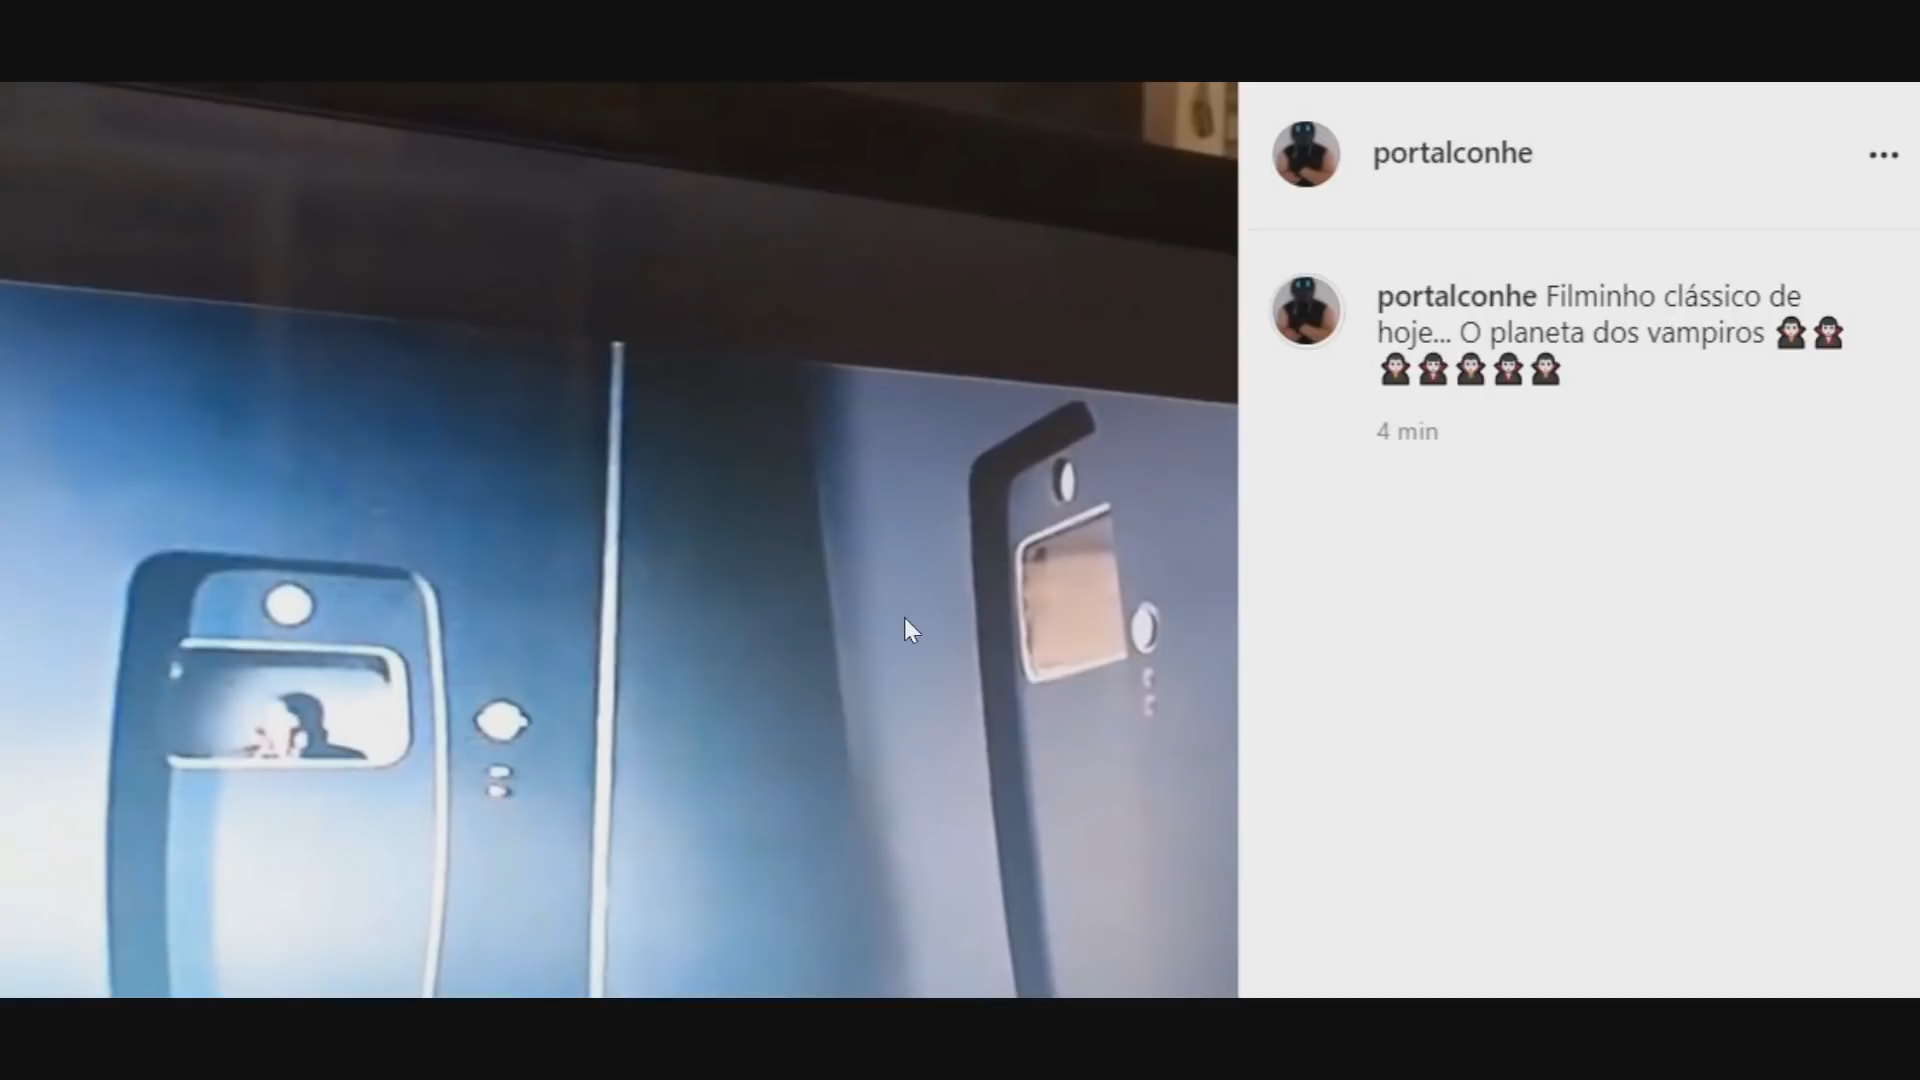 portalconhe
portalconhe Filminho clássico de
hoje... O planeta dos vampiros 🧛🏻🧛🏻
🧛🏻🧛🏻🧛🏻🧛🏻🧛🏻
4 min